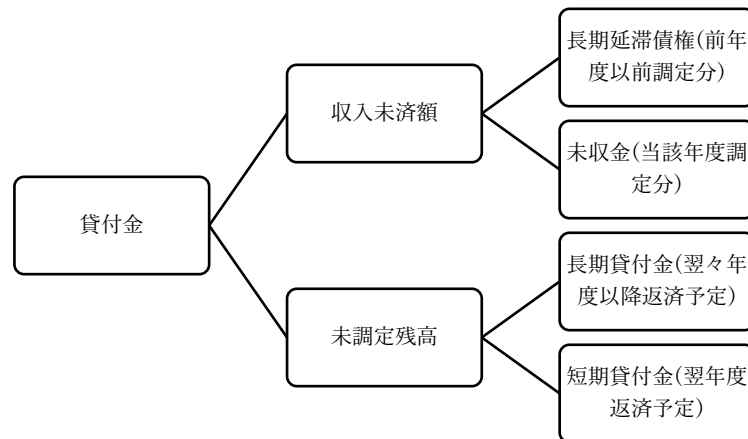 貸付金
収入未済額
長期延滞債権(前年
度以前調定分)
未収金(当該年度調
定分)
未調定残高
長期貸付金(翌々年
度以降返済予定)
短期貸付金(翌年度
返済予定)